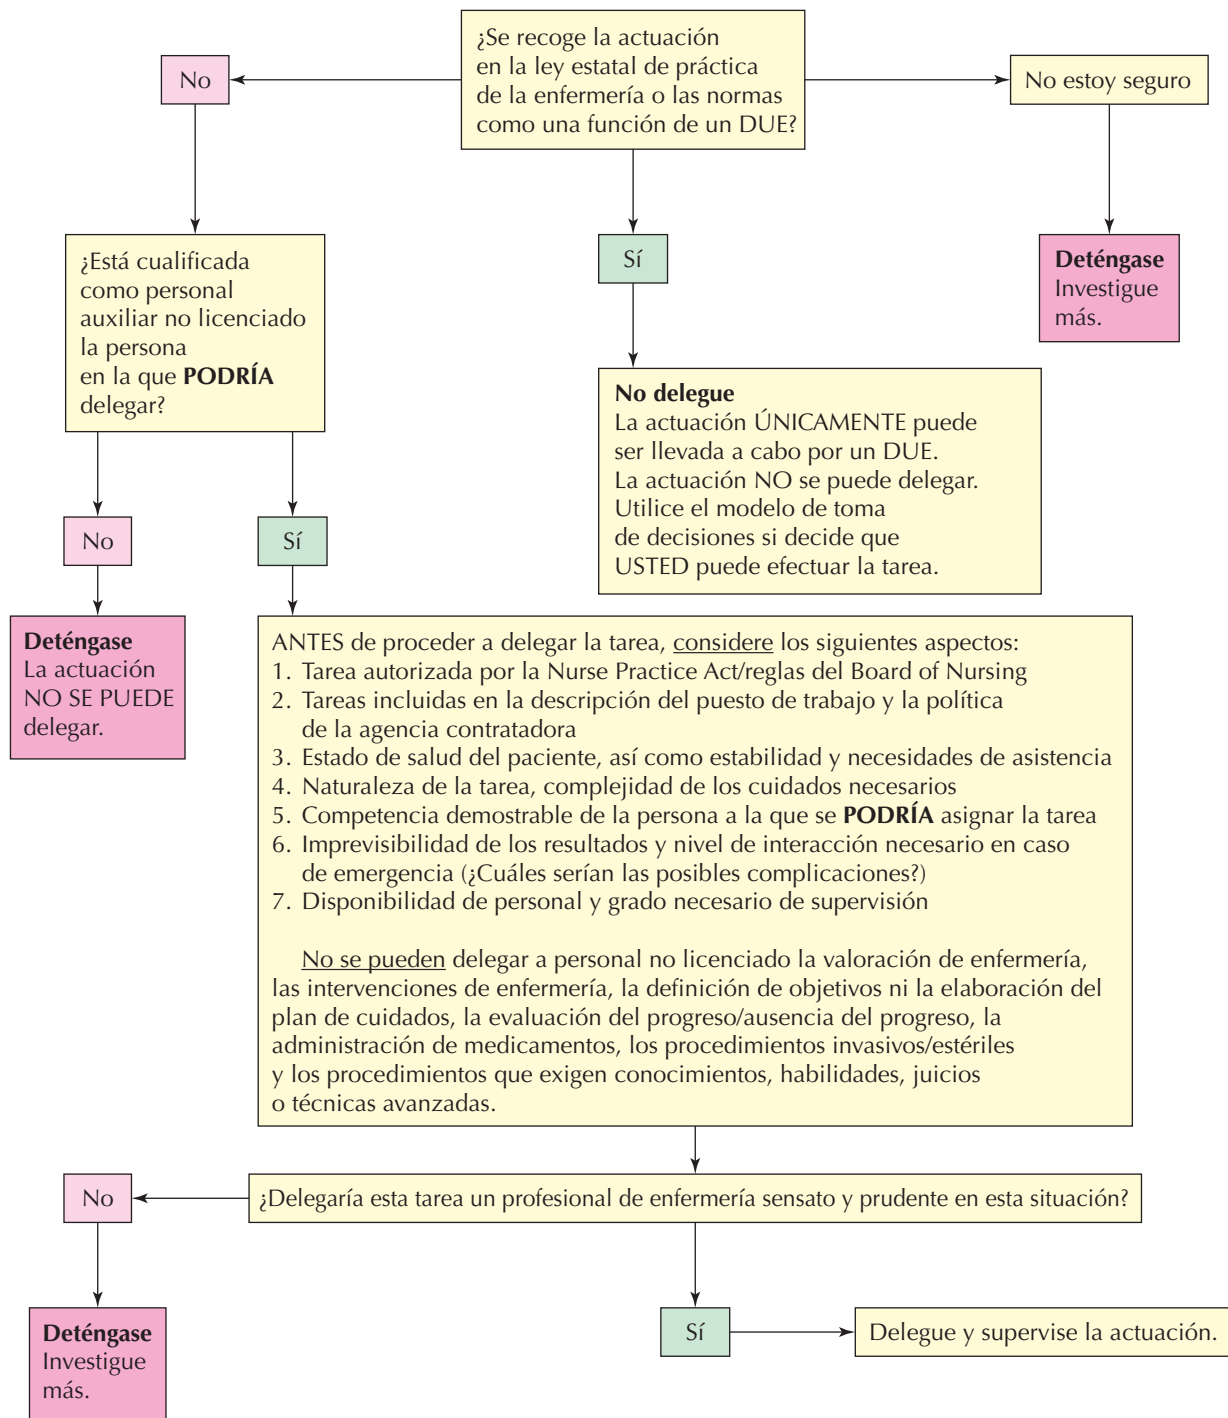 ¿Se recoge la actuación
en la ley estatal de práctica
de la enfermería o las normas
como una función de un DUE?
No
No estoy seguro
¿Está cualificada
como personal
auxiliar no licenciado
la persona
en la que PODRÍA
delegar?
Sí
Deténgase
Investigue
más.
No delegue
La actuación ÚNICAMENTE puede
ser llevada a cabo por un DUE.
La actuación NO se puede delegar.
Utilice el modelo de toma
de decisiones si decide que
USTED puede efectuar la tarea.
No
Sí
Deténgase
La actuación
NO SE PUEDE
delegar.
ANTES de proceder a delegar la tarea, considere los siguientes aspectos:
1. Tarea autorizada por la Nurse Practice Act/reglas del Board of Nursing
2. Tareas incluidas en la descripción del puesto de trabajo y la política
de la agencia contratadora
3. Estado de salud del paciente, así como estabilidad y necesidades de asistencia
4. Naturaleza de la tarea, complejidad de los cuidados necesarios
5. Competencia demostrable de la persona a la que se PODRÍA asignar la tarea
6. Imprevisibilidad de los resultados y nivel de interacción necesario en caso
de emergencia (¿Cuáles serían las posibles complicaciones?)
7. Disponibilidad de personal y grado necesario de supervisión
No se pueden delegar a personal no licenciado la valoración de enfermería,
las intervenciones de enfermería, la definición de objetivos ni la elaboración del
plan de cuidados, la evaluación del progreso/ausencia del progreso, la
administración de medicamentos, los procedimientos invasivos/estériles
y los procedimientos que exigen conocimientos, habilidades, juicios
o técnicas avanzadas.
No
¿Delegaría esta tarea un profesional de enfermería sensato y prudente en esta situación?
Deténgase
Investigue
más.
Sí
Delegue y supervise la actuación.